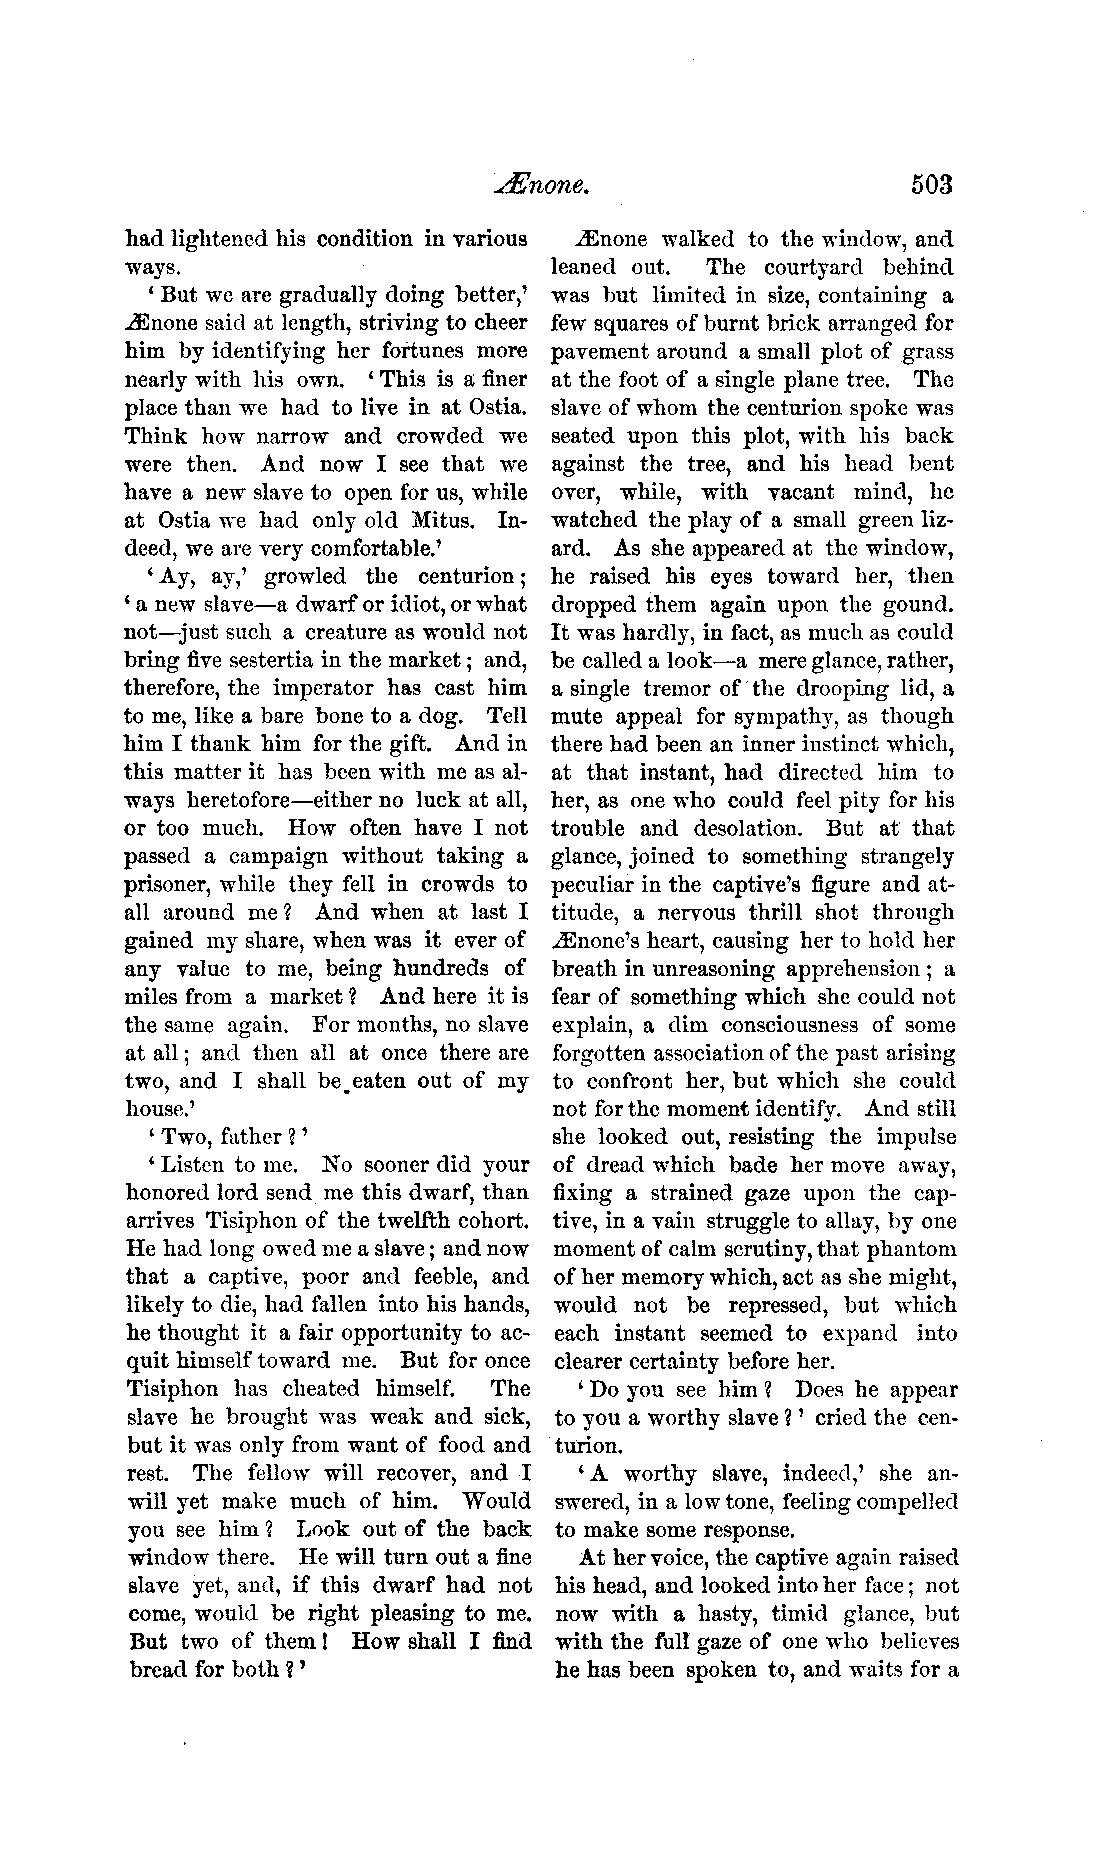 Ænone.
503
had lightened his condition in various
ways.
‘ But we are gradually doing better,’
Ænone said at length, striving to cheer
him by identifying her fortunes more
nearly with his own. ‘ This is a finer
place than we had to live in at Ostia.
Think how narrow and crowded we
were then. And now I see that we
have a new slave to open for us, while
at Ostia we had only old Mitus. In-
deed, we are very comfortable.’
‘ Ay, ay,’ growled the centurion;
‘ a new slave—a dwarf or idiot, or what
not—just such a creature as would not
bring five sestertia in the market; and,
therefore, the imperator has cast him
to me, like a bare bone to a dog. Tell
him I thank him for the gift. And in
this matter it has been with me as al-
ways heretofore—either no luck at all,
or too much. How often have I not
passed a campaign without taking a
prisoner, while they fell in crowds to
all around me? And when at last I
gained my share, when was it ever of
any value to me, being hundreds of
miles from a market? And here it is
the same again. For months, no slave
at all; and then all at once there are
two, and I shall be eaten out of my
house.’
‘ Two, father?’
‘ Listen to me. No sooner did your
honored lord send me this dwarf, than
arrives Tisiphon of the twelfth cohort.
He had long owed me a slave; and now
that a captive, poor and feeble, and
likely to die, had fallen into his hands,
he thought it a fair opportunity to ac-
quit himself toward me. But for once
Tisiphon has cheated himself. The
slave he brought was weak and sick,
but it was only from want of food and
rest. The fellow will recover, and I
will yet make much of him. Would
you see him? Look out of the back
window there. He will turn out a fine
slave yet, and, if this dwarf had not
come, would be right pleasing to me.
But two of them! How shall I find
bread for both?’
Ænone walked to the window, and
leaned out. The courtyard behind
was but limited in size, containing a
few squares of burnt brick arranged for
pavement around a small plot of grass
at the foot of a single plane tree. The
slave of whom the centurion spoke was
seated upon this plot, with his back
against the tree, and his head bent
over, while, with vacant mind, he
watched the play of a small green liz-
ard. As she appeared at the window,
he raised his eyes toward her, then
dropped them again upon the gound.
It was hardly, in fact, as much as could
be called a look—a mere glance, rather,
a single tremor of the drooping lid, a
mute appeal for sympathy, as though
there had been an inner instinct which,
at that instant, had directed him to
her, as one who could feel pity for his
trouble and desolation. But at that
glance, joined to something strangely
peculiar in the captive’s figure and at-
titude, a nervous thrill shot through
Ænone’s heart, causing her to hold her
breath in unreasoning apprehension; a
fear of something which she could not
explain, a dim consciousness of some
forgotten association of the past arising
to confront her, but which she could
not for the moment identify. And still
she looked out, resisting the impulse
of dread which bade her move away,
fixing a strained gaze upon the cap-
tive, in a vain struggle to allay, by one
moment of calm scrutiny, that phantom
of her memory which, act as she might,
would not be repressed, but which
each instant seemed to expand into
clearer certainty before her.
‘ Do you see him? Does he appear
to you a worthy slave?’ cried the cen-
turion.
‘ A worthy slave, indeed,’ she an-
swered, in a low tone, feeling compelled
to make some response.
At her voice, the captive again raised
his head, and looked into her face; not
now with a hasty, timid glance, but
with the full gaze of one who believes
he has been spoken to, and waits for a